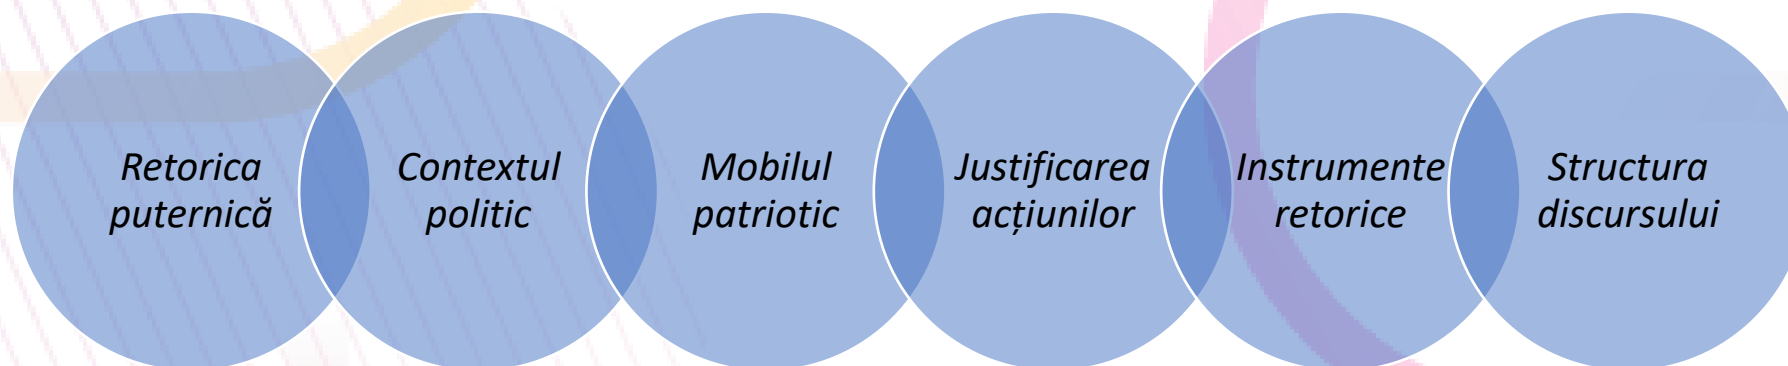 Retorica
puternică
Contextul
politic
Mobilul
patriotic
Justificarea
acțiunilor
Instrumente
retorice
Structura
discursului